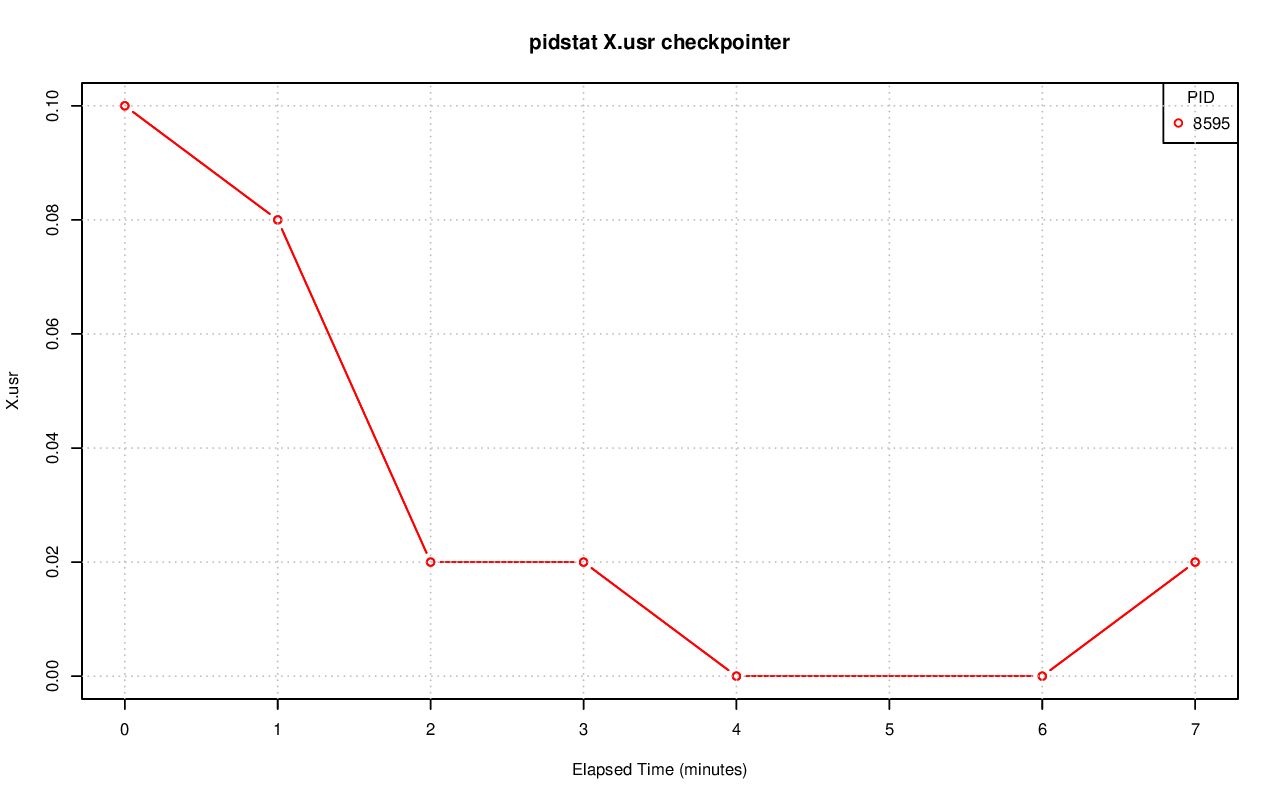 pidstat X.usr checkpointer
PID
8595
0.10
0.08
0.06
0.04
0.02
0.00
X.usr
0 1 2 3 4 5 6 7
Elapsed Time (minutes)